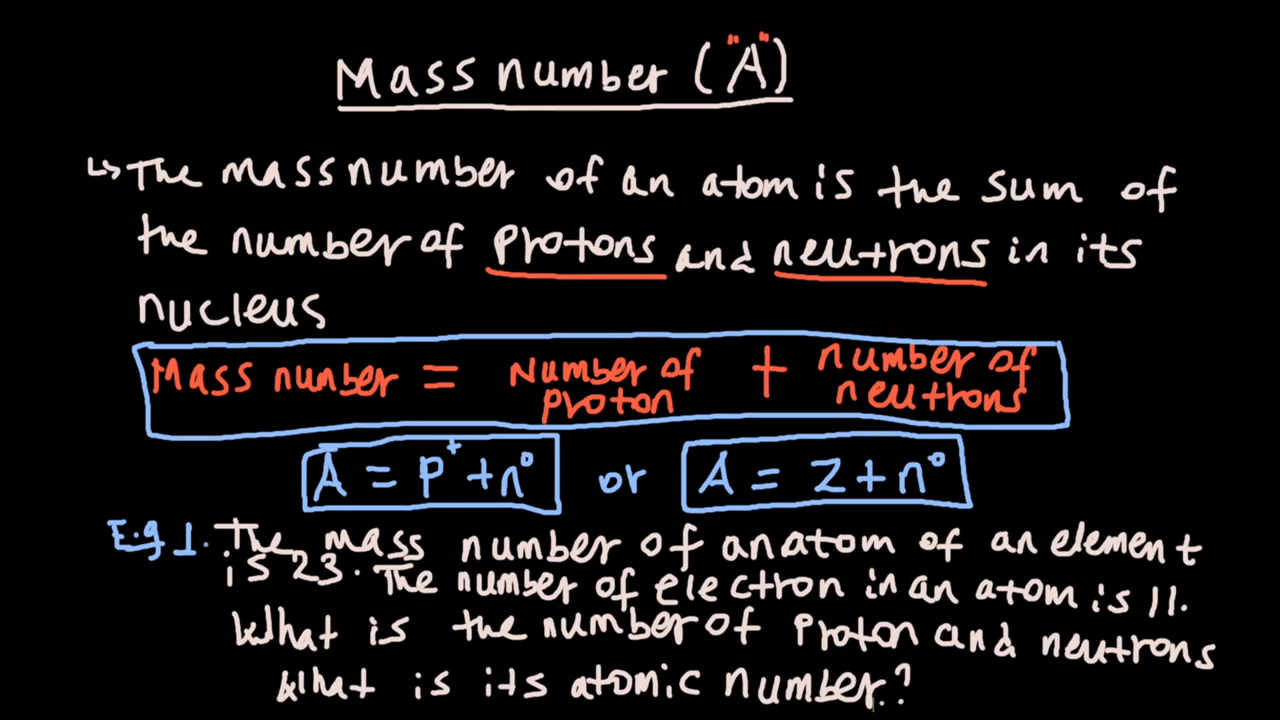 Mass number ("A")
↳ The mass number of an atom is the sum of
the number of protons and neutrons in its
nucleus
Mass number = Number of proton + number of neutrons
A = p⁺ + n⁰ or A = Z + n⁰
E.g 1. The mass number of an atom of an element
is 23. The number of electron in an atom is 11.
What is the number of proton and neutrons
what is its atomic number?